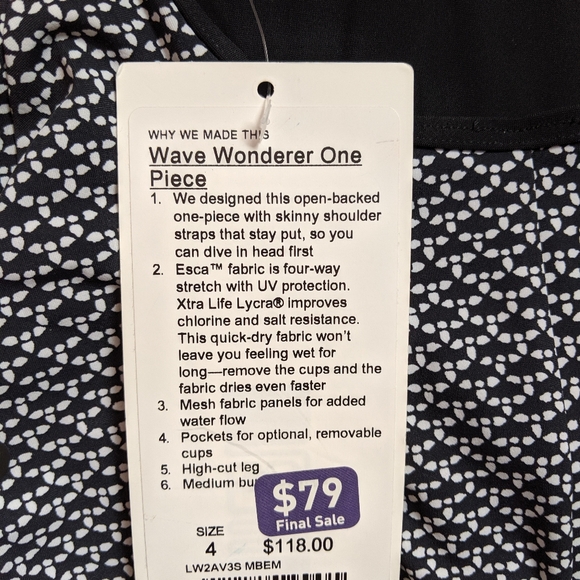 WHY WE MADE THIS
Wave Wonderer One
Piece
1. We designed this open-backed
one-piece with skinny shoulder
straps that stay put, so you
can dive in head first
2. Esca™ fabric is four-way
stretch with UV protection.
Xtra Life Lycra® improves
chlorine and salt resistance.
This quick-dry fabric won't
leave you feeling wet for
long—remove the cups and the
fabric dries even faster
3. Mesh fabric panels for added
water flow
4. Pockets for optional, removable
cups
5. High-cut leg
6. Medium
$79
Final Sale
SIZE
4 $118.00
LW2AV3S MBEM